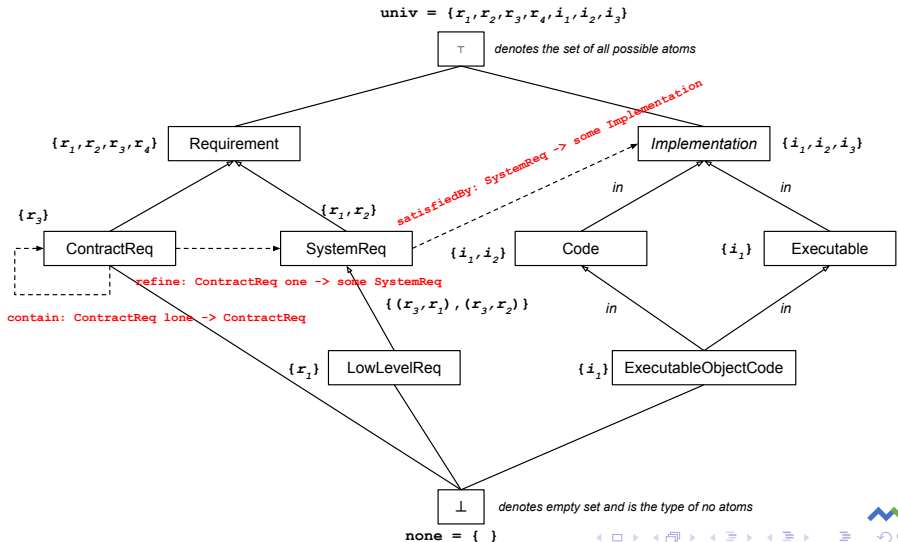 univ = {r₁,r₂,r₃,r₄,i₁,i₂,i₃}
⊤
denotes the set of all possible atoms
{r₁,r₂,r₃,r₄}
Requirement
satisfiedBy: SystemReq -> some Implementation
Implementation
{i₁,i₂,i₃}
in
in
{r₃}
{r₁,r₂}
ContractReq
SystemReq
{i₁,i₂}
Code
{i₁}
Executable
refine: ContractReq one -> some SystemReq
{(r₃,r₁),(r₃,r₂)}
in
in
contain: ContractReq lone -> ContractReq
{r₁}
LowLevelReq
{i₁}
ExecutableObjectCode
⊥
denotes empty set and is the type of no atoms
none = { }